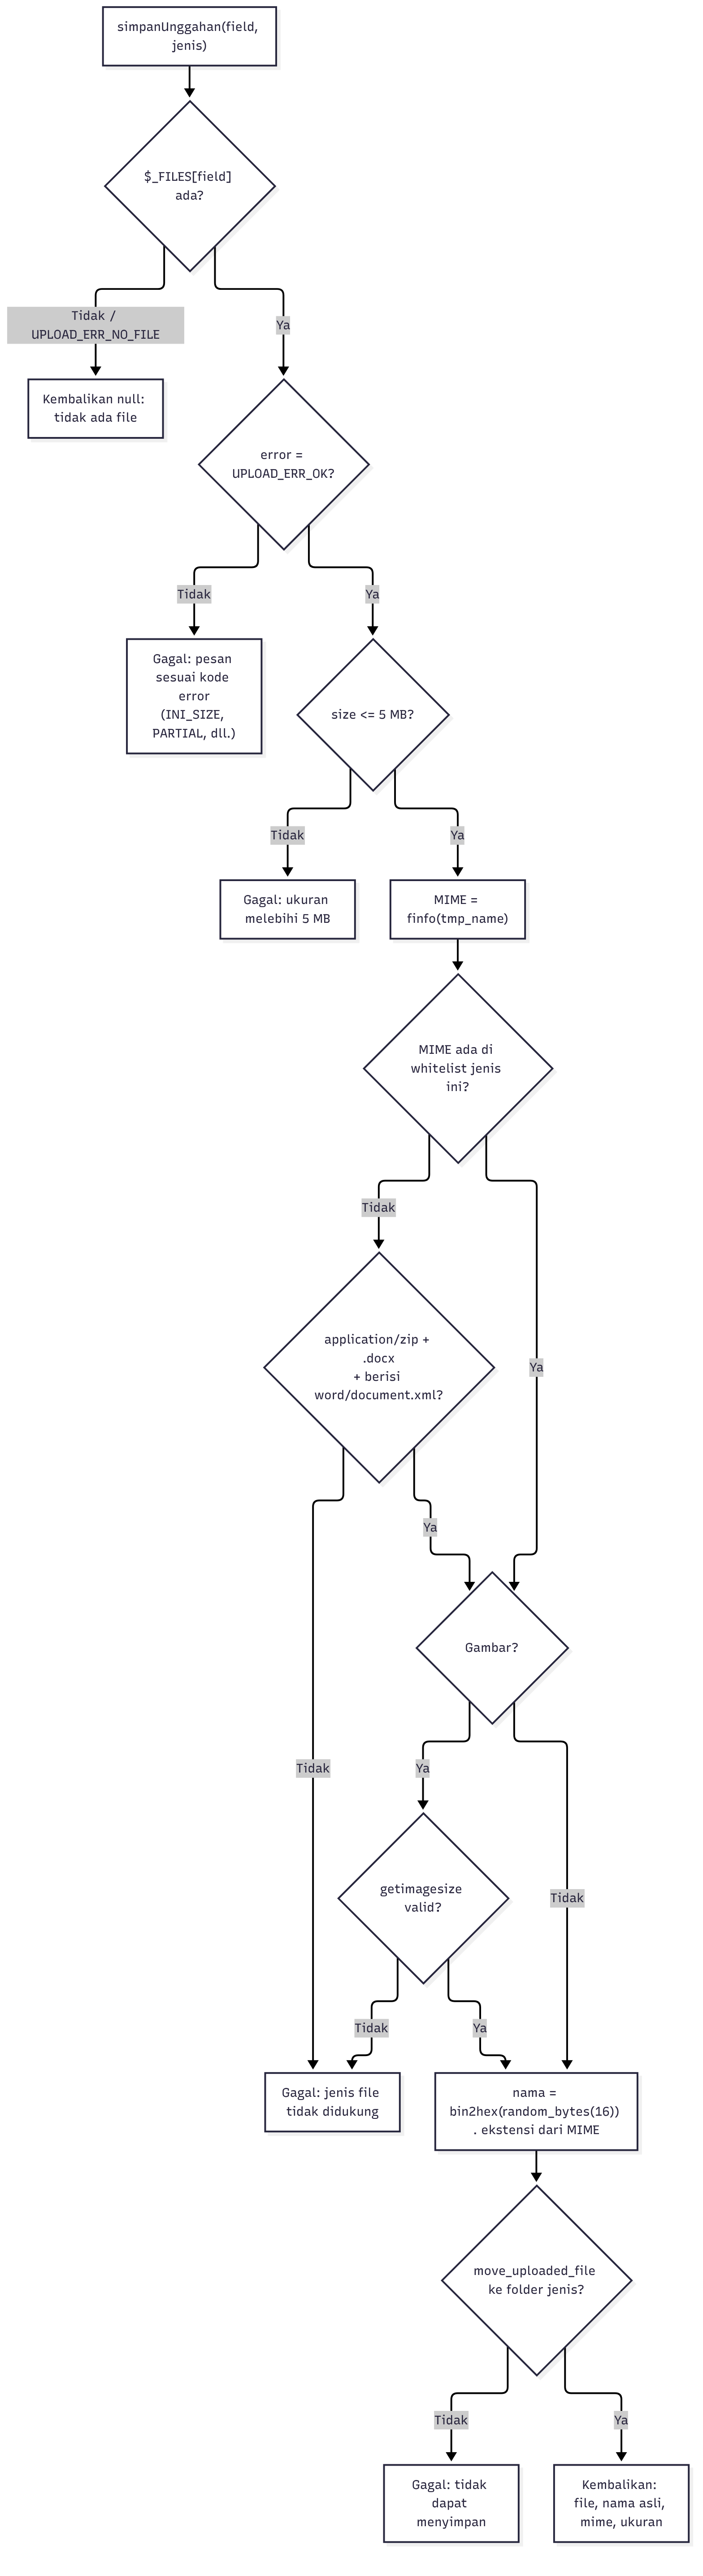 simpanUnggahan(field,
jenis)
$_FILES[field]
ada?
Tidak /
UPLOAD_ERR_NO_FILE
Ya
Kembalikan null:
tidak ada file
error =
UPLOAD_ERR_OK?
Tidak
Ya
Gagal: pesan
sesuai kode
error
(INI_SIZE,
PARTIAL, dll.)
size <= 5 MB?
Tidak
Ya
Gagal: ukuran
melebihi 5 MB
MIME =
finfo(tmp_name)
MIME ada di
whitelist jenis
ini?
Tidak
application/zip +
.docx
+ berisi
word/document.xml?
Ya
Ya
Gambar?
Tidak
Ya
getimagesize
valid?
Tidak
Tidak
Ya
Gagal: jenis file
tidak didukung
nama =
bin2hex(random_bytes(16))
. ekstensi dari MIME
move_uploaded_file
ke folder jenis?
Tidak
Ya
Gagal: tidak
dapat
menyimpan
Kembalikan:
file, nama asli,
mime, ukuran